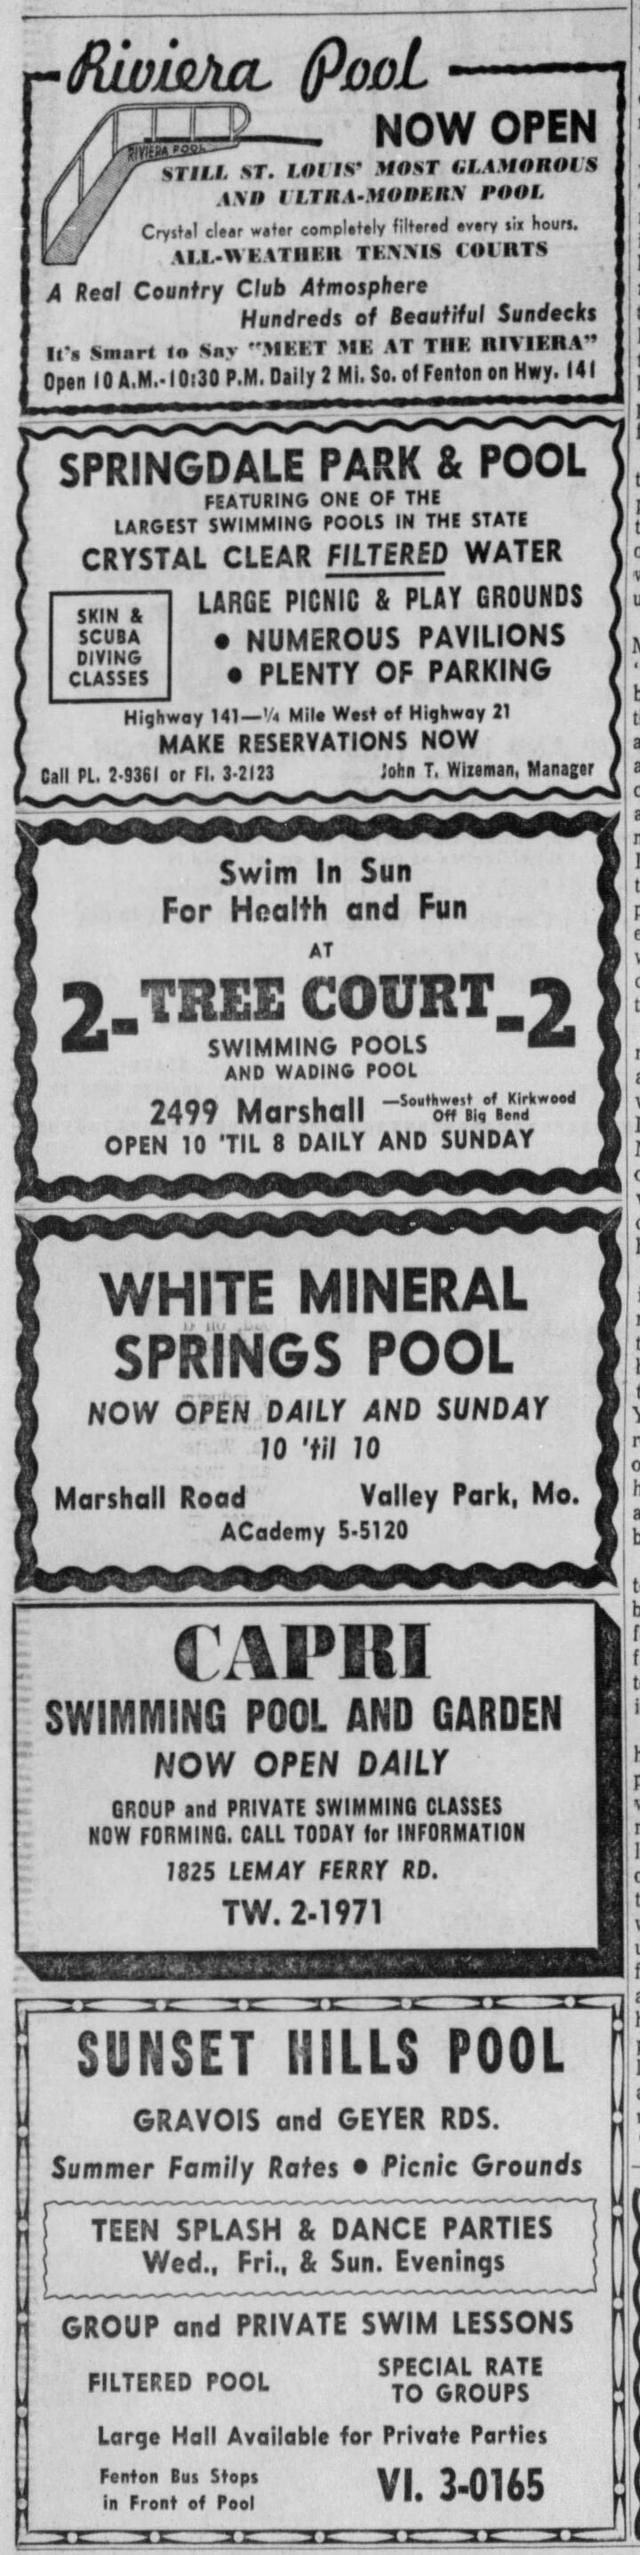 Riviera Pool
RIVIERA POOL
NOW OPEN
STILL ST. LOUIS' MOST GLAMOROUS
AND ULTRA-MODERN POOL
Crystal clear water completely filtered every six hours.
ALL-WEATHER TENNIS COURTS
A Real Country Club Atmosphere
Hundreds of Beautiful Sundecks
It's Smart to Say "MEET ME AT THE RIVIERA"
Open 10 A.M.-10:30 P.M. Daily 2 Mi. So. of Fenton on Hwy. 141
SPRINGDALE PARK & POOL
FEATURING ONE OF THE
LARGEST SWIMMING POOLS IN THE STATE
CRYSTAL CLEAR FILTERED WATER
SKIN &
SCUBA
DIVING
CLASSES
LARGE PICNIC & PLAY GROUNDS
• NUMEROUS PAVILIONS
• PLENTY OF PARKING
Highway 141—¼ Mile West of Highway 21
MAKE RESERVATIONS NOW
Call PL. 2-9361 or FI. 3-2123 John T. Wizeman, Manager
Swim In Sun
For Health and Fun
AT
2-TREE COURT-2
SWIMMING POOLS
AND WADING POOL
2499 Marshall —Southwest of Kirkwood
Off Big Bend
OPEN 10 'TIL 8 DAILY AND SUNDAY
WHITE MINERAL
SPRINGS POOL
NOW OPEN DAILY AND SUNDAY
10 'til 10
Marshall Road Valley Park, Mo.
ACademy 5-5120
CAPRI
SWIMMING POOL AND GARDEN
NOW OPEN DAILY
GROUP and PRIVATE SWIMMING CLASSES
NOW FORMING. CALL TODAY for INFORMATION
1825 LEMAY FERRY RD.
TW. 2-1971
SUNSET HILLS POOL
GRAVOIS and GEYER RDS.
Summer Family Rates • Picnic Grounds
TEEN SPLASH & DANCE PARTIES
Wed., Fri., & Sun. Evenings
GROUP and PRIVATE SWIM LESSONS
FILTERED POOL
SPECIAL RATE
TO GROUPS
Large Hall Available for Private Parties
Fenton Bus Stops
in Front of Pool
VI. 3-0165